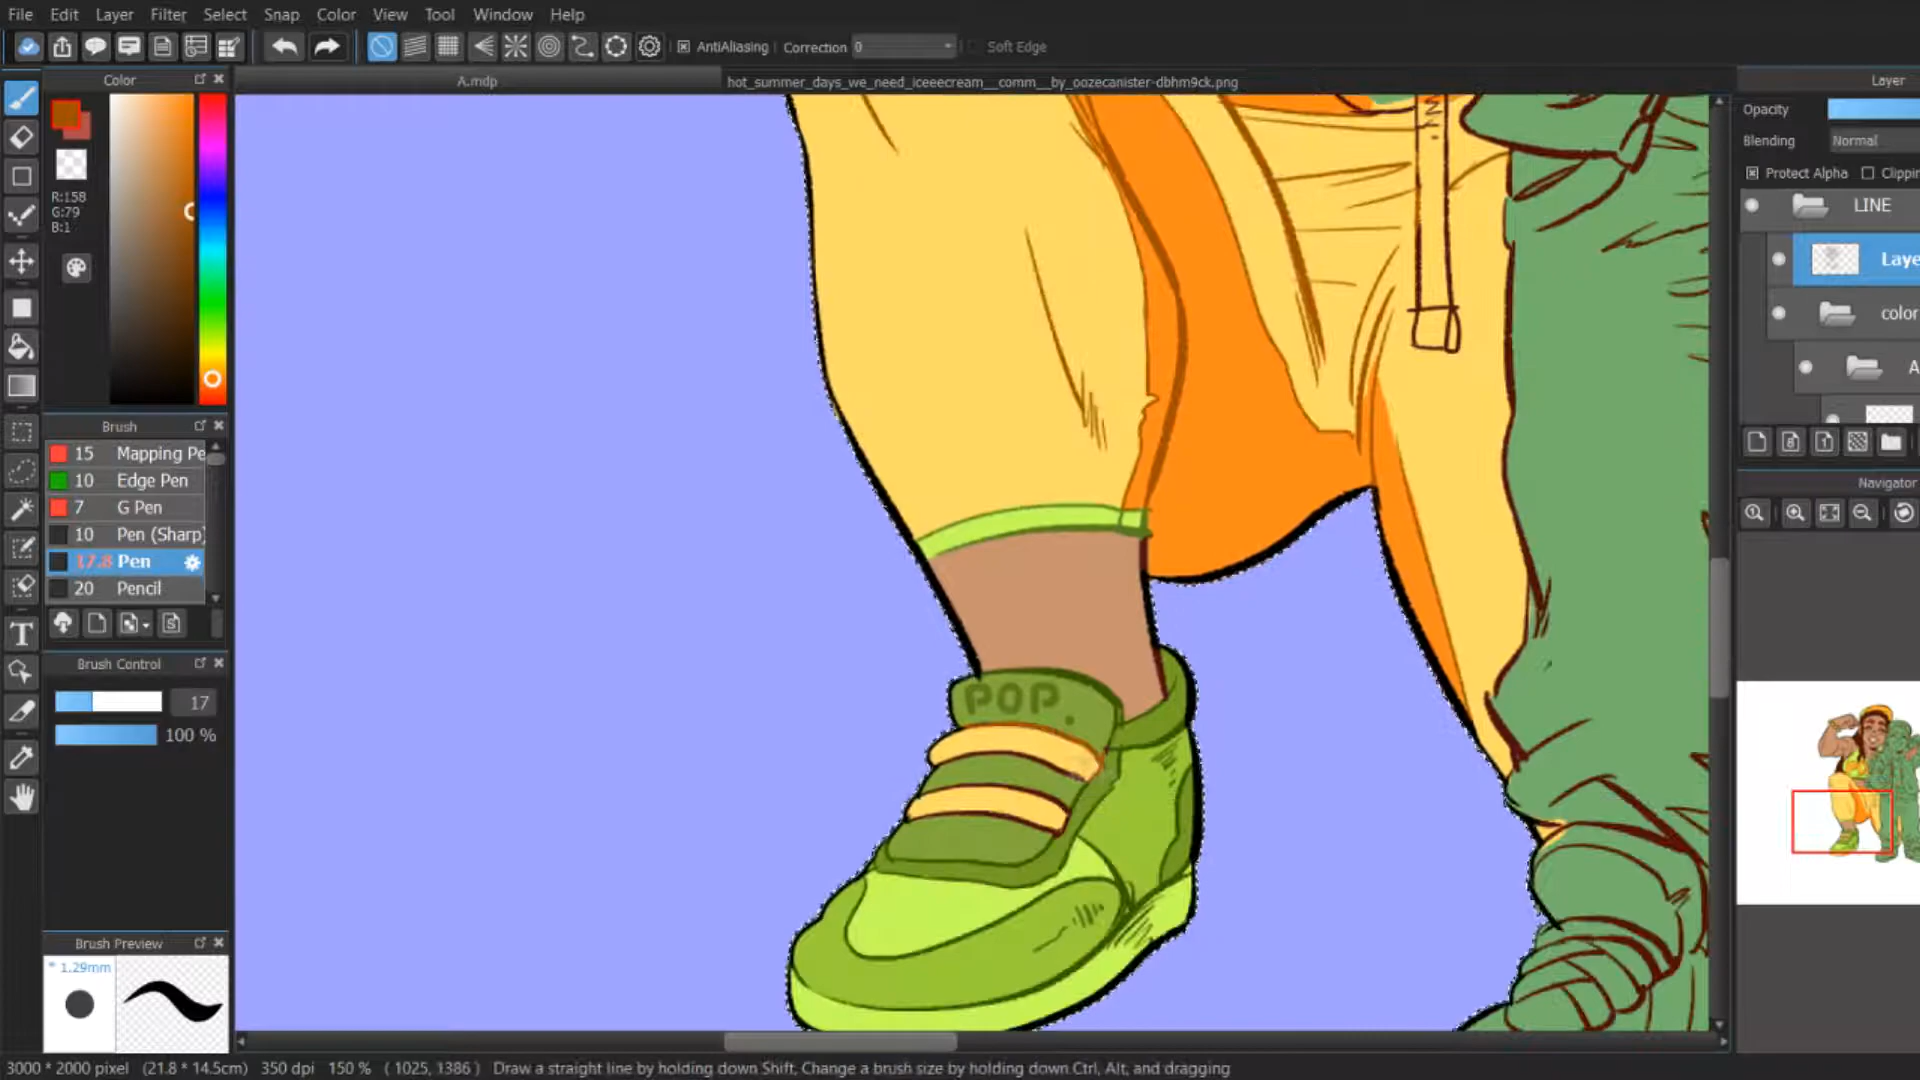 File Edit Layer Filter Select Snap Color View Tool Window Help
AntiAliasing Correction 0 Soft Edge
Color
A.mdp
hot_summer_days_we_need_iceeecream__comm__by_oozecanister-dbhm9ck.png
Layer
Opacity
Blending Normal
Protect Alpha Clippin
LINE
Laye
color
A
R:158
G:79
B:1
Brush
15 Mapping Pe
10 Edge Pen
7 G Pen
10 Pen (Sharp)
17.8 Pen
20 Pencil
Navigator
Brush Control
17
100 %
POP.
Brush Preview
* 1.29mm
3000 * 2000 pixel (21.8 * 14.5cm) 350 dpi 150 % ( 1025, 1386 ) Draw a straight line by holding down Shift, Change a brush size by holding down Ctrl, Alt, and dragging